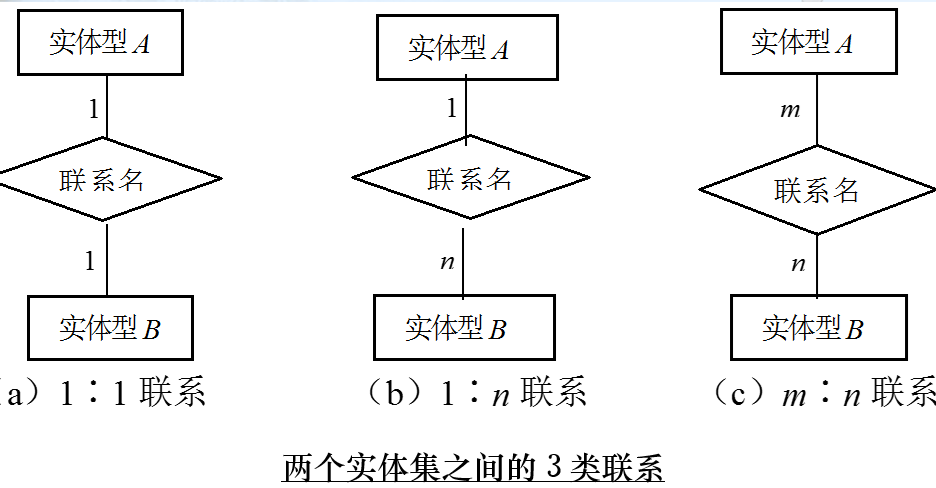 实体型A
1
联系名
1
实体型B
(a)1:1联系
实体型A
1
联系名
n
实体型B
(b)1:n联系
实体型A
m
联系名
n
实体型B
(c)m:n联系
两个实体集之间的3类联系